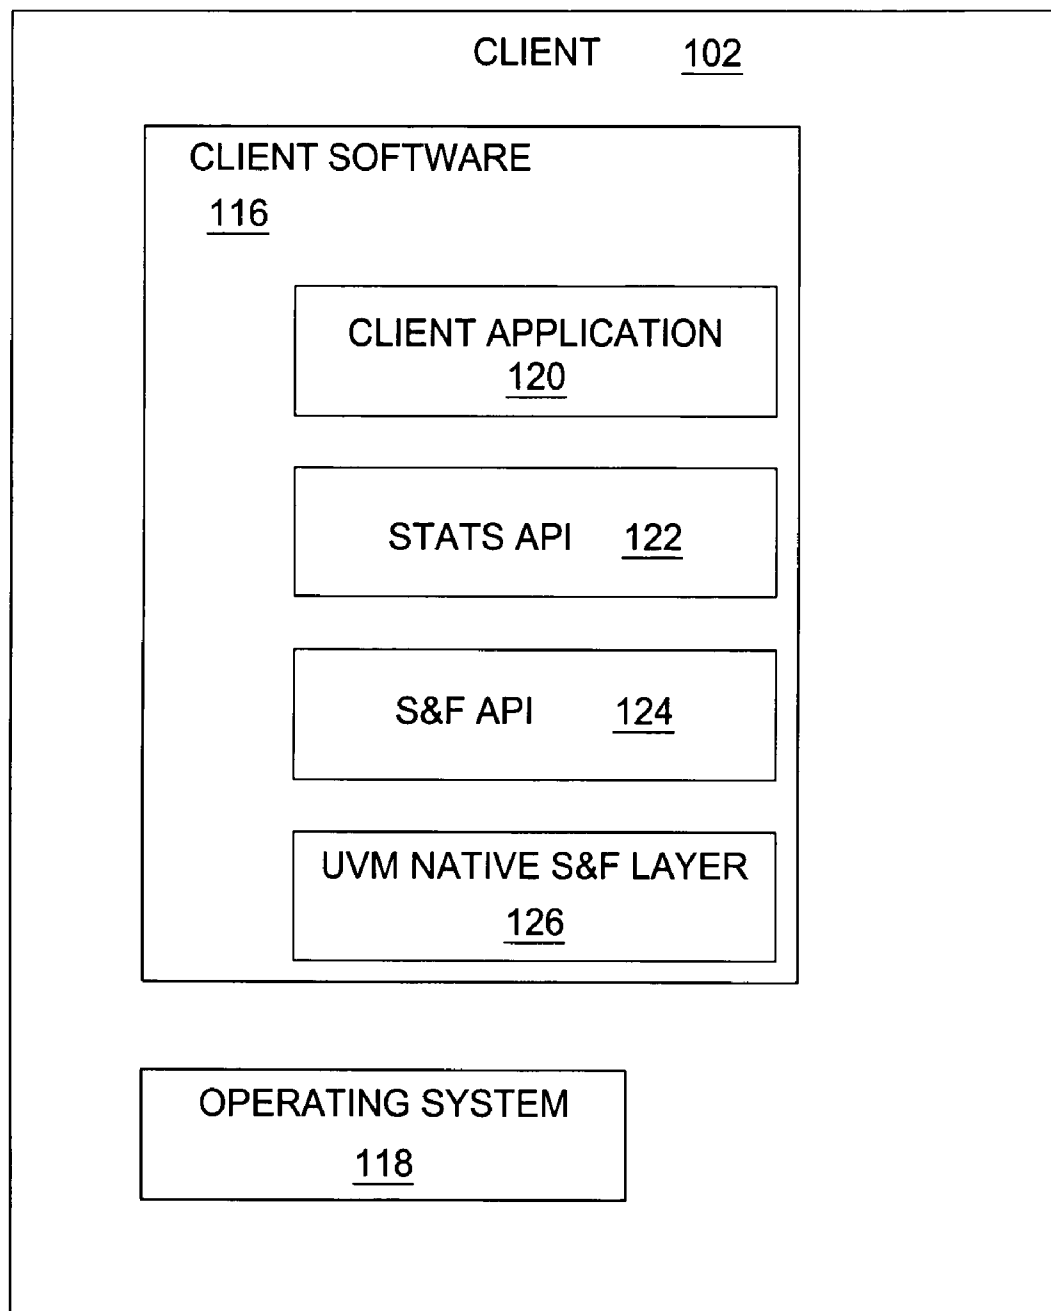 CLIENT 102
CLIENT SOFTWARE
116
CLIENT APPLICATION
120
STATS API 122
S&F API 124
UVM NATIVE S&F LAYER
126
OPERATING SYSTEM
118